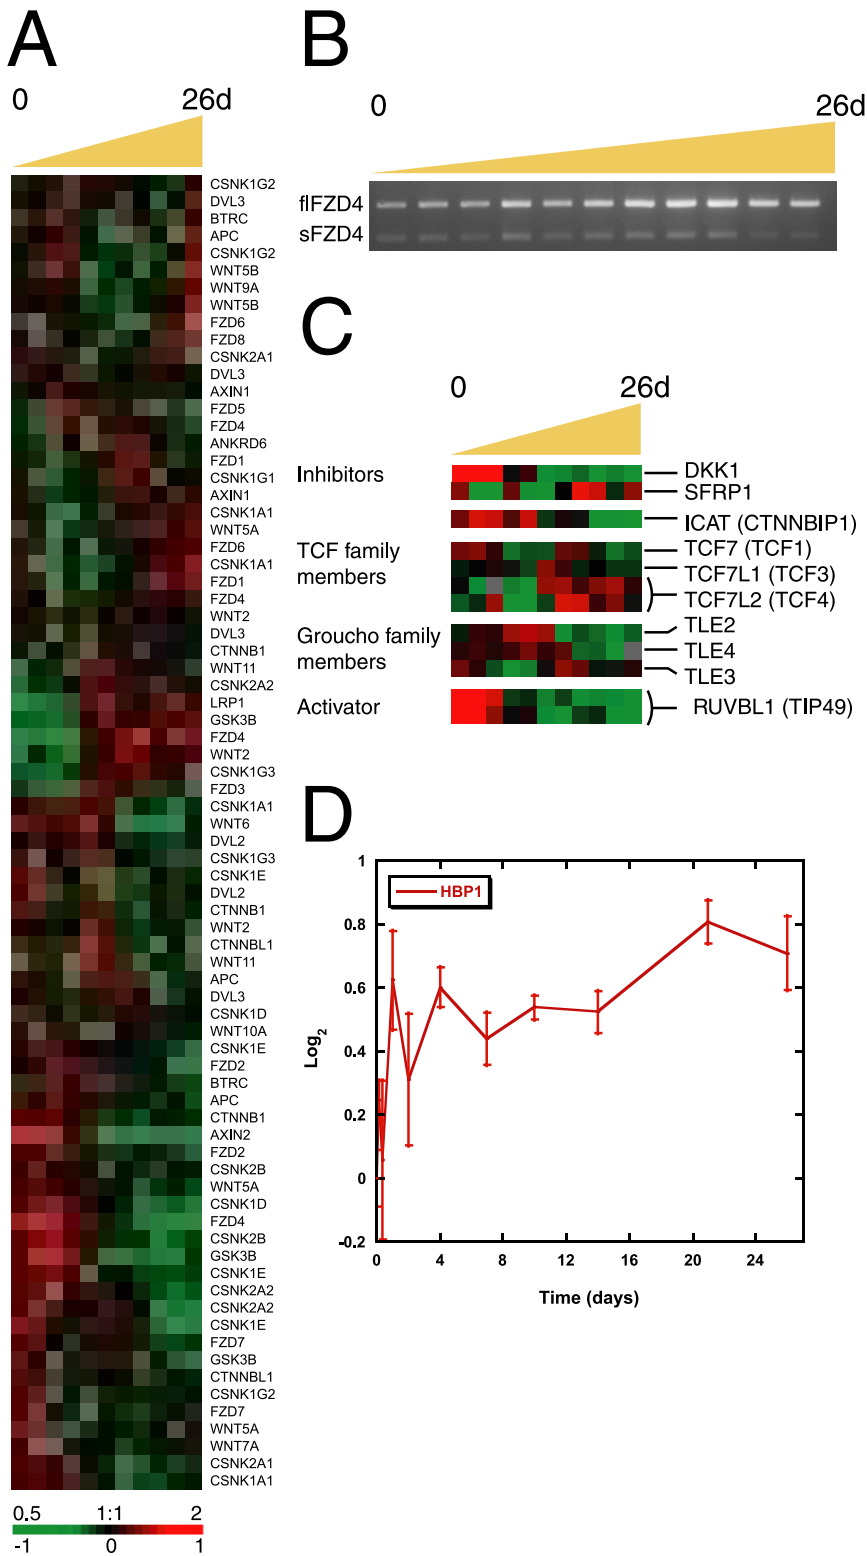 A
0 26d
CSNK1G2
DVL3
BTRC
APC
CSNK1G2
WNT5B
WNT9A
WNT5B
FZD6
FZD8
CSNK2A1
DVL3
AXIN1
FZD5
FZD4
ANKRD6
FZD1
CSNK1G1
AXIN1
CSNK1A1
WNT5A
FZD6
CSNK1A1
FZD1
FZD4
WNT2
DVL3
CTNNB1
WNT11
CSNK2A2
LRP1
GSK3B
FZD4
WNT2
CSNK1G3
FZD3
CSNK1A1
WNT6
DVL2
CSNK1G3
CSNK1E
DVL2
CTNNB1
WNT2
CTNNBL1
WNT11
APC
DVL3
CSNK1D
WNT10A
CSNK1E
FZD2
BTRC
APC
CTNNB1
AXIN2
FZD2
CSNK2B
WNT5A
CSNK1D
FZD4
CSNK2B
GSK3B
CSNK1E
CSNK2A2
CSNK2A2
CSNK1E
FZD7
GSK3B
CTNNBL1
CSNK1G2
FZD7
WNT5A
WNT7A
CSNK2A1
CSNK1A1
0.5 1:1 2
-1 0 1
B
0 26d
flFZD4
sFZD4
C
0 26d
Inhibitors
DKK1
SFRP1
ICAT (CTNNBIP1)
TCF family
members
TCF7 (TCF1)
TCF7L1 (TCF3)
TCF7L2 (TCF4)
Groucho family
members
TLE2
TLE4
TLE3
Activator
RUVBL1 (TIP49)
D
HBP1
1
0.8
0.6
0.4
0.2
0
-0.2
Log2
0 4 8 12 16 20 24
Time (days)